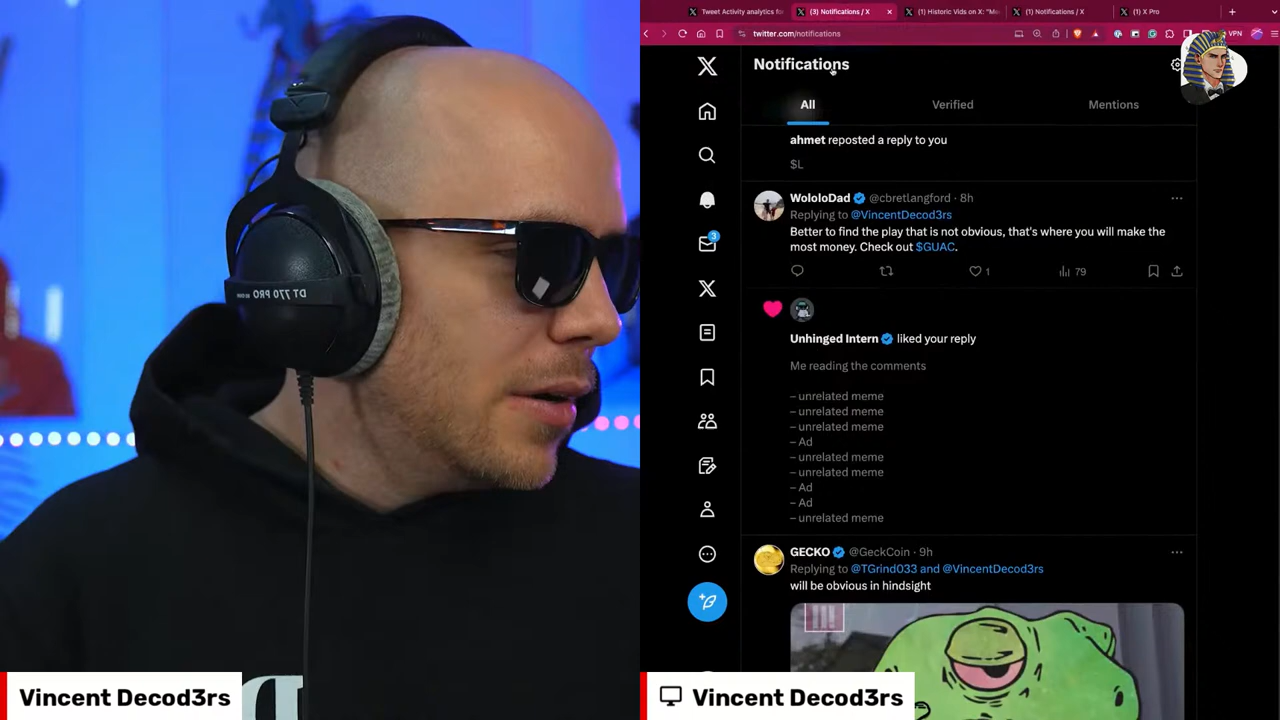 Tweet Activity analytics fo
(3) Notifications / X
(1) Historic Vids on X: "Mo
(1) Notifications / X
(1) X Pro
twitter.com/notifications
VPN
Notifications
All
Verified
Mentions
ahmet reposted a reply to you
$L
WololoDad @cbretlangford · 8h
Replying to @VincentDecod3rs
Better to find the play that is not obvious, that's where you will make the
most money. Check out $GUAC.
1
79
3
Unhinged Intern liked your reply
Me reading the comments
– unrelated meme
– unrelated meme
– unrelated meme
– Ad
– unrelated meme
– unrelated meme
– Ad
– Ad
– unrelated meme
GECKO @GeckCoin · 9h
Replying to @TGrind033 and @VincentDecod3rs
will be obvious in hindsight
DT 770 PRO
Vincent Decod3rs
Vincent Decod3rs